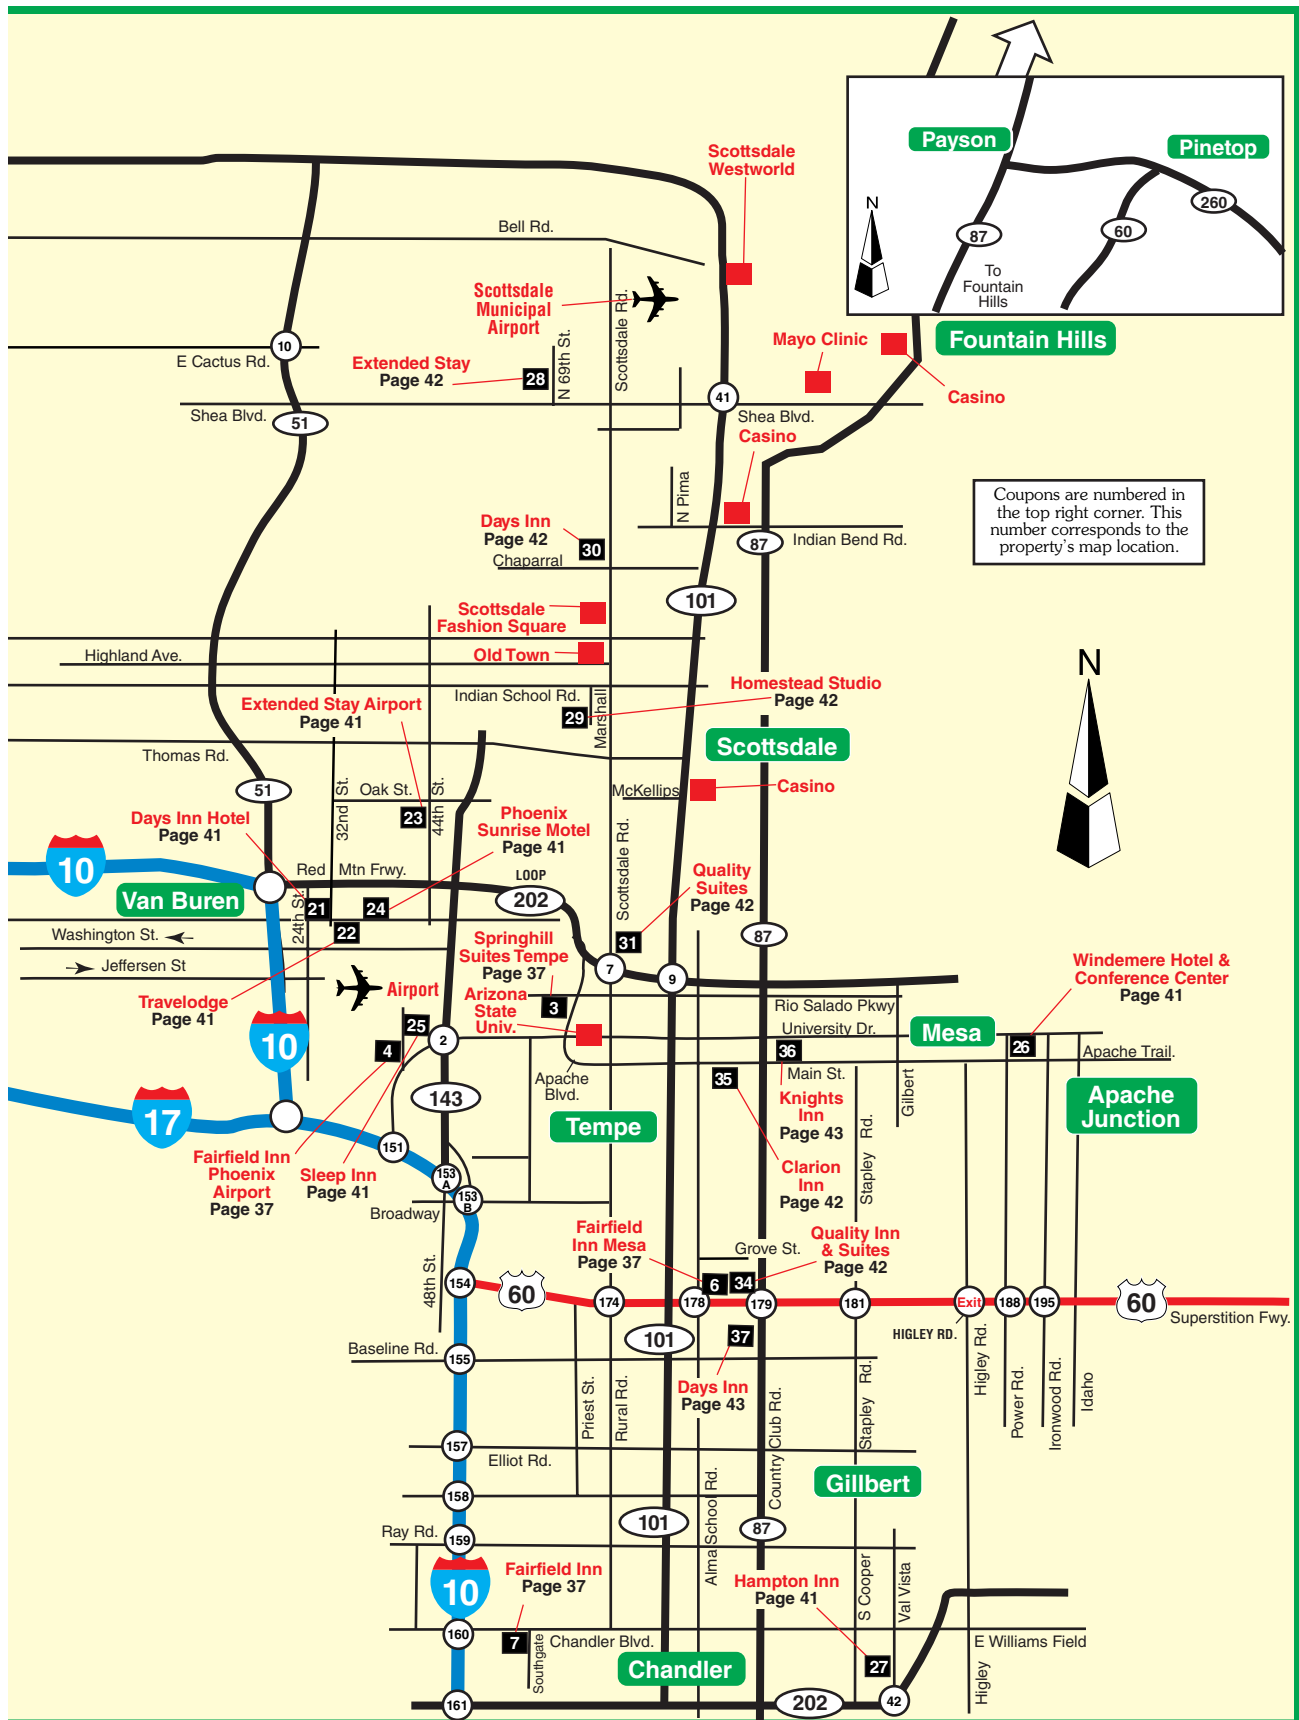 Payson
Pinetop
N
260
60
87
To
Fountain
Hills
Scottsdale
Westworld
Bell Rd.
Scottsdale
Municipal
Airport
Scottsdale Rd.
Fountain Hills
Mayo Clinic
Casino
10
E Cactus Rd.
Extended Stay
Page 42
28
N 69th St.
41
Shea Blvd.
51
Shea Blvd.
Casino
N Pima
Coupons are numbered in
the top right corner. This
number corresponds to the
property's map location.
Days Inn
Page 42
30
Chaparral
87
Indian Bend Rd.
101
Scottsdale
Fashion Square
Old Town
Highland Ave.
N
Indian School Rd.
Marshall
Homestead Studio
Page 42
29
Extended Stay Airport
Page 41
Scottsdale
Thomas Rd.
51
32nd St.
Oak St.
44th St.
23
McKellips
Casino
Days Inn Hotel
Page 41
Phoenix
Sunrise Motel
Page 41
Scottsdale Rd.
10
Red Mtn Frwy.
LOOP
202
Quality
Suites
Page 42
Van Buren
24th St.
21
24
22
31
87
Washington St.
Jeffersen St
Springhill
Suites Tempe
Page 37
7
9
Windemere Hotel &
Conference Center
Page 41
Travelodge
Page 41
Airport
Arizona
State
Univ.
3
Rio Salado Pkwy
University Dr.
Mesa
10
25
4
2
36
26
Apache Trail.
Apache
Blvd.
35
Main St.
Gilbert
17
143
Tempe
Knights
Inn
Page 43
Apache
Junction
151
Stapley Rd.
Fairfield Inn
Phoenix
Airport
Page 37
Sleep Inn
Page 41
153
A
153
B
Clarion
Inn
Page 42
Broadway
Fairfield
Inn Mesa
Page 37
Grove St.
Quality Inn
& Suites
Page 42
48th St.
154
60
6
34
174
178
179
181
Exit
188
195
60
Superstition Fwy.
HIGLEY RD.
101
37
Baseline Rd.
155
Days Inn
Page 43
Priest St.
Rural Rd.
Country Club Rd.
Stapley Rd.
Higley Rd.
Power Rd.
Ironwood Rd.
Idaho
157
Elliot Rd.
Gillbert
158
Alma School Rd.
101
87
Ray Rd.
159
10
Fairfield Inn
Page 37
Hampton Inn
Page 41
S Cooper
Val Vista
160
7
Southgate
Chandler Blvd.
E Williams Field
Chandler
27
Higley
161
202
42